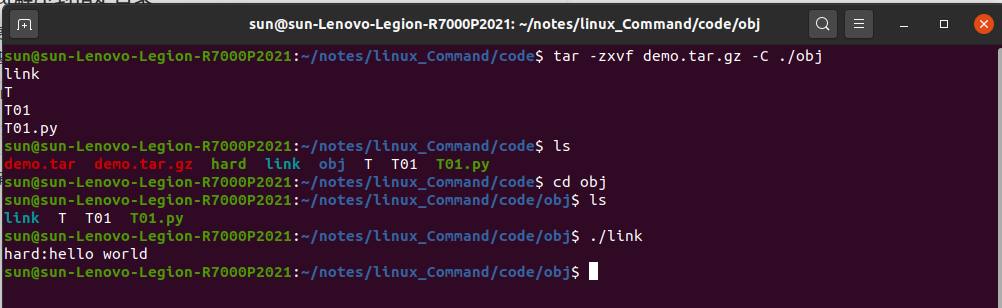 sun@sun-Lenovo-Legion-R7000P2021: ~/notes/linux_Command/code/obj
sun@sun-Lenovo-Legion-R7000P2021:~/notes/linux_Command/code$ tar -zxvf demo.tar.gz -C ./obj
link
T
T01
T01.py
sun@sun-Lenovo-Legion-R7000P2021:~/notes/linux_Command/code$ ls
demo.tar  demo.tar.gz  hard  link  obj  T  T01  T01.py
sun@sun-Lenovo-Legion-R7000P2021:~/notes/linux_Command/code$ cd obj
sun@sun-Lenovo-Legion-R7000P2021:~/notes/linux_Command/code/obj$ ls
link  T  T01  T01.py
sun@sun-Lenovo-Legion-R7000P2021:~/notes/linux_Command/code/obj$ ./link
hard:hello world
sun@sun-Lenovo-Legion-R7000P2021:~/notes/linux_Command/code/obj$